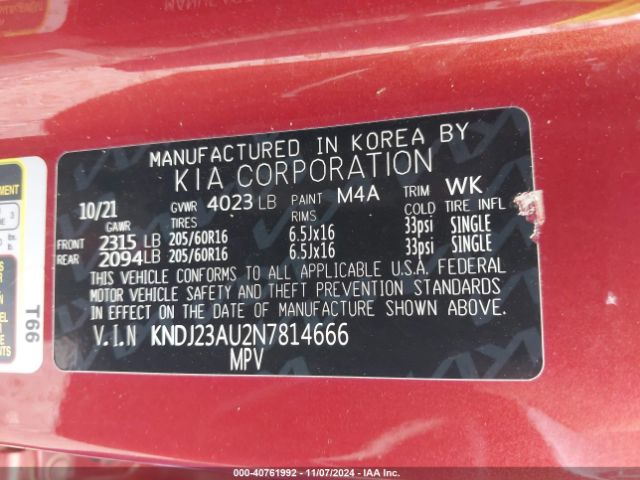 MANUFACTURED IN KOREA BY
KIA CORPORATION
10/21 GVWR 4023 LB PAINT M4A TRIM WK
GAWR TIRES RIMS COLD TIRE INFL.
FRONT 2315 LB 205/60R16 6.5Jx16 33psi SINGLE
REAR 2094LB 205/60R16 6.5Jx16 33psi SINGLE
THIS VEHICLE CONFORMS TO ALL APPLICABLE U.S.A. FEDERAL
MOTOR VEHICLE SAFETY AND THEFT PREVENTION STANDARDS
IN EFFECT ON THE DATE OF MANUFACTURE SHOWN ABOVE.
V.I.N KNDJ23AU2N7814666
MPV
T66
3
000-40761992 - 11/07/2024 - IAA Inc.